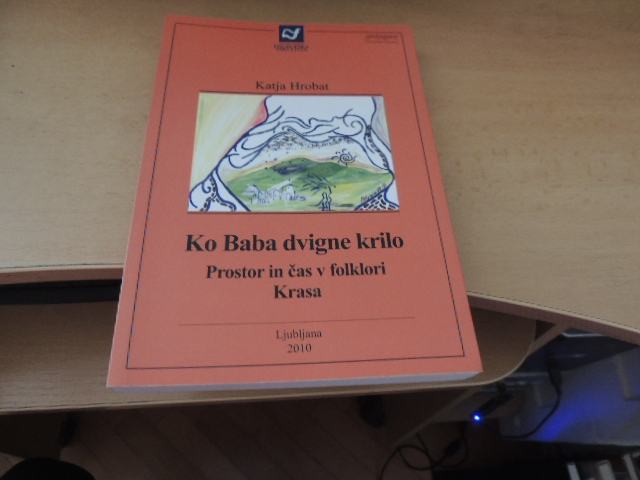 Katja Hrobat
Ko Baba dvigne krilo
Prostor in čas v folklori
Krasa
Ljubljana
2010